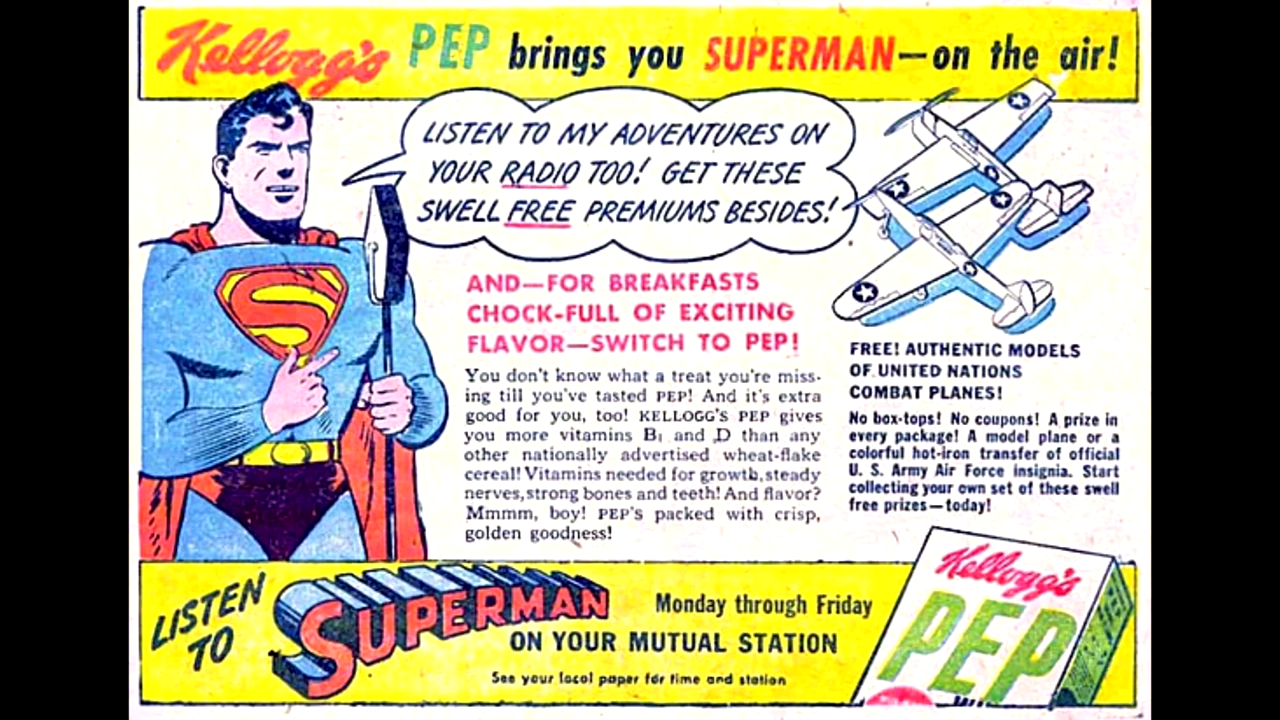 Kellogg's PEP brings you SUPERMAN—on the air!
LISTEN TO MY ADVENTURES ON
YOUR RADIO TOO! GET THESE
SWELL FREE PREMIUMS BESIDES!
AND—FOR BREAKFASTS
CHOCK-FULL OF EXCITING
FLAVOR—SWITCH TO PEP!
You don't know what a treat you're miss-
ing till you've tasted PEP! And it's extra
good for you, too! KELLOGG'S PEP gives
you more vitamins B1 and D than any
other nationally advertised wheat-flake
cereal! Vitamins needed for growth, steady
nerves, strong bones and teeth! And flavor?
Mmmm, boy! PEP'S packed with crisp,
golden goodness!
FREE! AUTHENTIC MODELS
OF UNITED NATIONS
COMBAT PLANES!
No box-tops! No coupons! A prize in
every package! A model plane or a
colorful hot-iron transfer of official
U. S. Army Air Force insignia. Start
collecting your own set of these swell
free prizes—today!
LISTEN
TO
SUPERMAN
Monday through Friday
ON YOUR MUTUAL STATION
See your local paper for time and station
Kellogg's
PEP